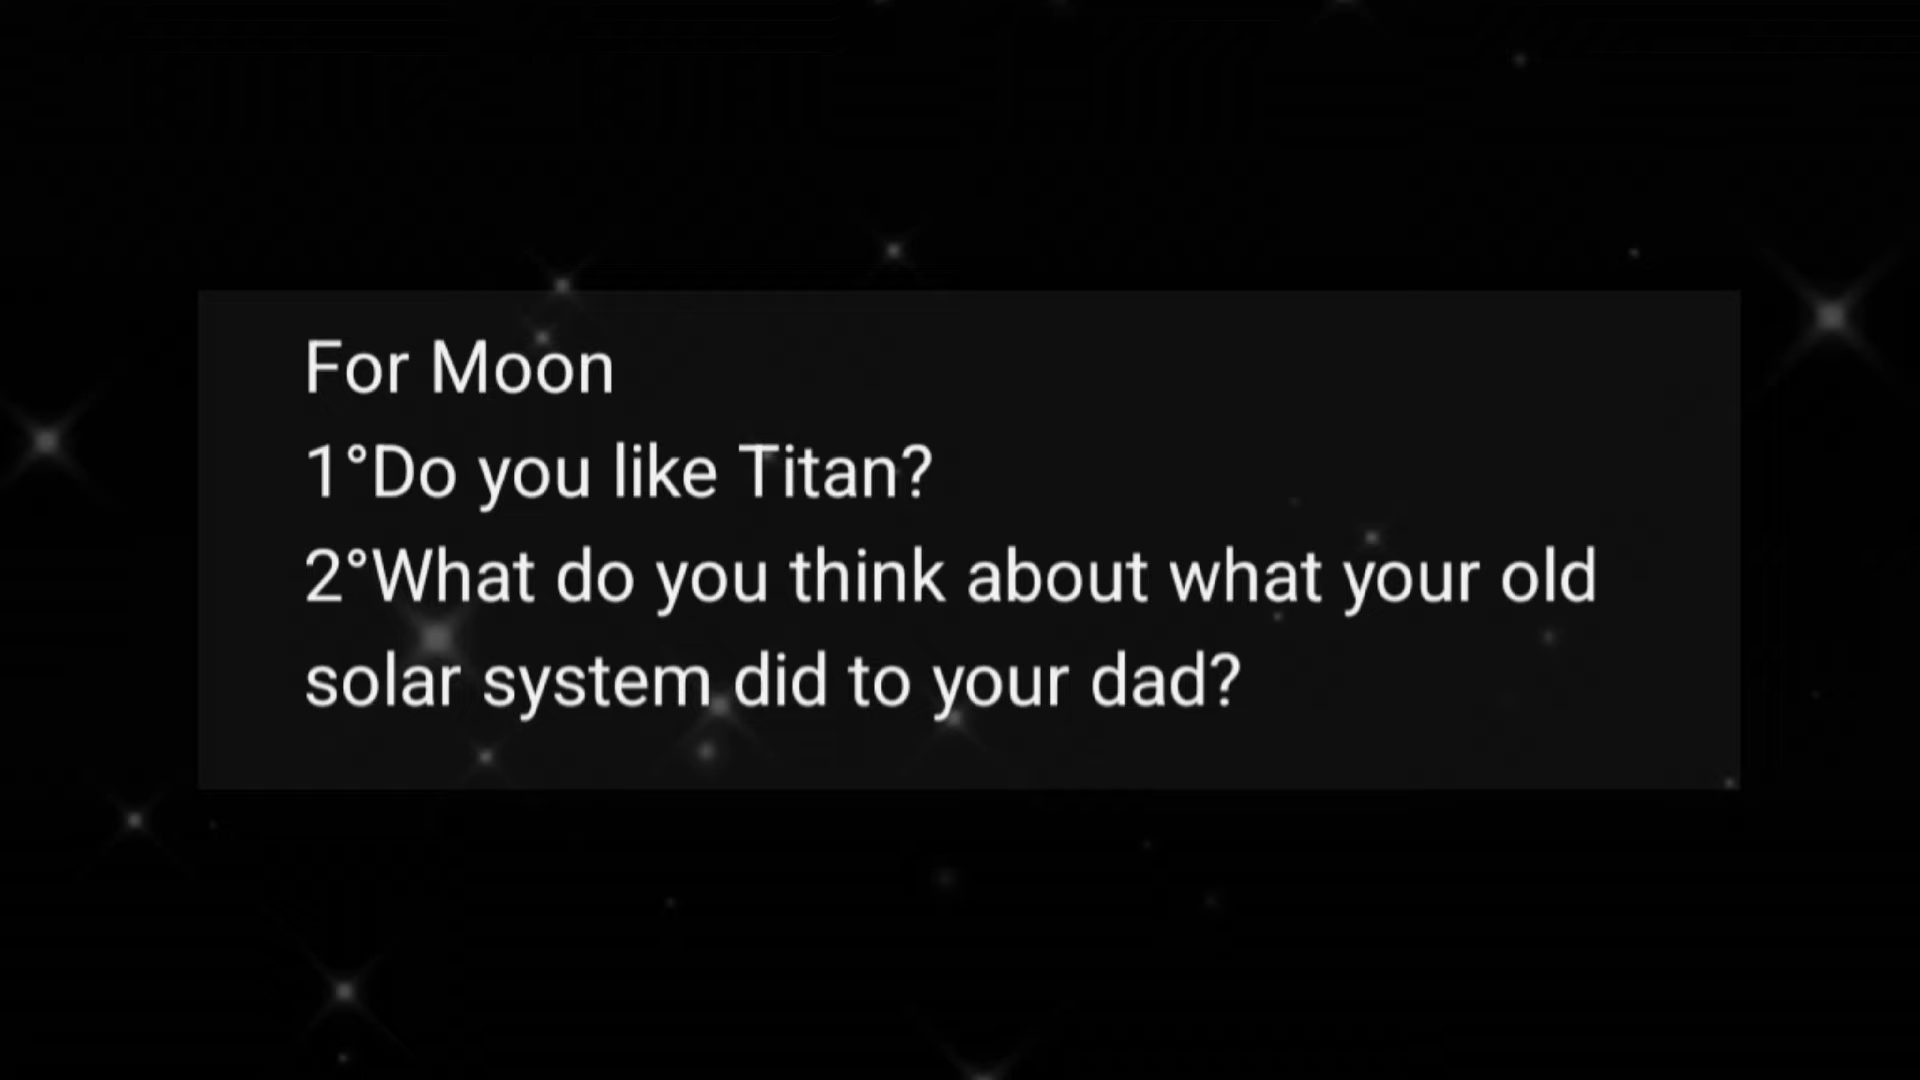 For Moon
1°Do you like Titan?
2°What do you think about what your old
solar system did to your dad?